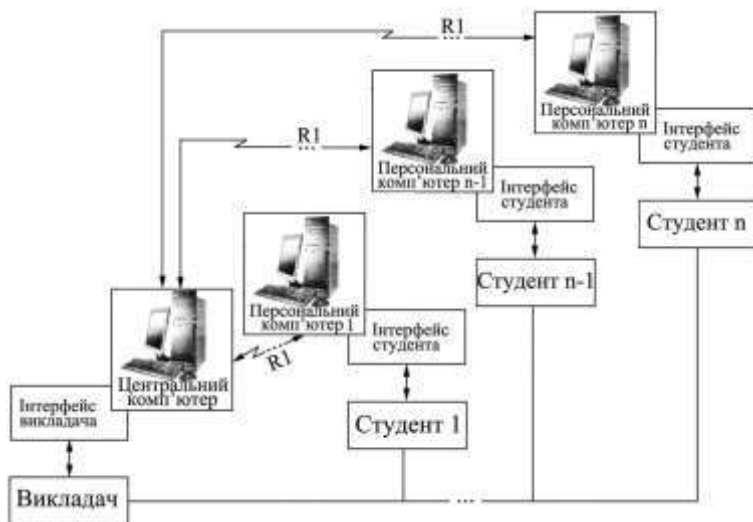 R1
Персональний
комп’ютер n
Інтерфейс
студента
Студент n
R1
Персональний
комп’ютер n-1
Інтерфейс
студента
Студент n-1
Персональний
комп’ютер 1
Інтерфейс
студента
R1
Студент 1
Центральний
комп’ютер
Інтерфейс
викладача
Викладач
...